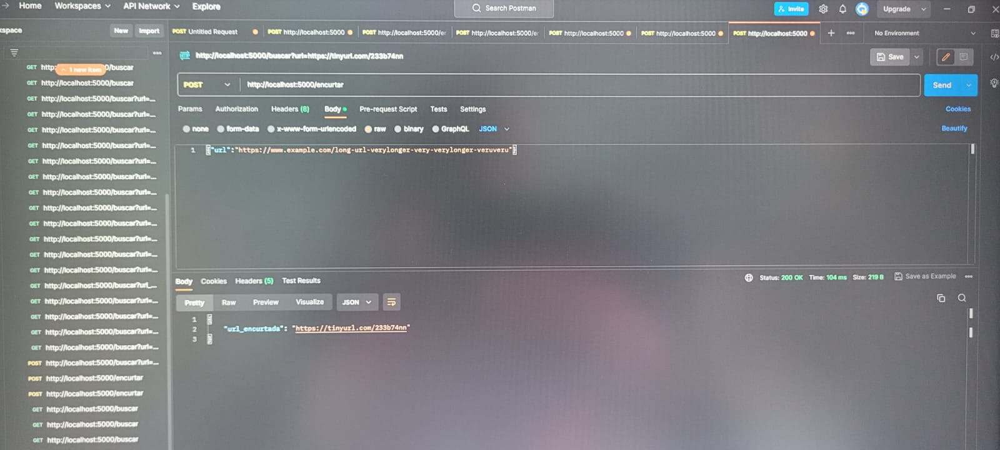 Home Workspaces API Network Explore Search Postman Invite Upgrade
kspace New Import POST Untitled Request POST http://localhost:5000 POST http://localhost:5000/er POST http://localhost:5000/er POST http://localhost:5000 POST http://localhost:5000 POST http://localhost:5000 No Environment
GET http: 1 new item 0/buscar
GET http://localhost:5000/buscar
GET http://localhost:5000/buscar?url=...
GET http://localhost:5000/buscar?url=...
GET http://localhost:5000/buscar?url=...
GET http://localhost:5000/buscar?url=...
GET http://localhost:5000/buscar?url=...
GET http://localhost:5000/buscar?url=...
GET http://localhost:5000/buscar?url=...
GET http://localhost:5000/buscar?url=...
GET http://localhost:5000/buscar?url=...
GET http://localhost:5000/buscar?url=...
GET http://localhost:5000/buscar?url=...
GET http://localhost:5000/buscar?url=...
GET http://localhost:5000/buscar?url_...
GET http://localhost:5000/buscar?url=...
GET http://localhost:5000/buscar?url=...
GET http://localhost:5000/buscar?url=...
GET http://localhost:5000/buscar?url=...
POST http://localhost:5000/buscar?url=...
POST http://localhost:5000/encurtar
POST http://localhost:5000/encurtar
GET http://localhost:5000/buscar
GET http://localhost:5000/buscar
GET http://localhost:5000/buscar
HTTP http://localhost:5000/buscar?url=https://tinyurl.com/233b74nn Save
POST http://localhost:5000/encurtar Send
Params Authorization Headers (8) Body Pre-request Script Tests Settings Cookies
none form-data x-www-form-urlencoded raw binary GraphQL JSON Beautify
1 {"url":"https://www.example.com/long-url-verylonger-very-verylonger-veruveru"}
Body Cookies Headers (5) Test Results Status: 200 OK Time: 104 ms Size: 219 B Save as Example
Pretty Raw Preview Visualize JSON
1 {
2 "url_encurtada": "https://tinyurl.com/233b74nn"
3 }